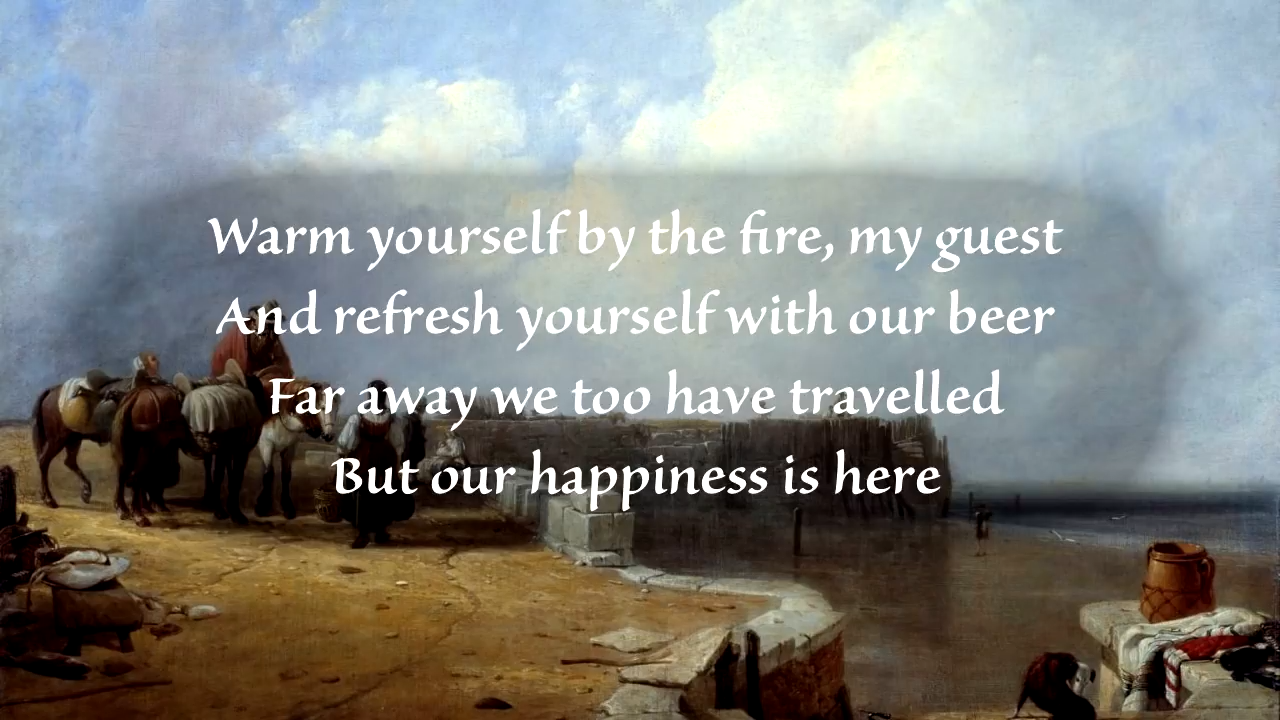 Warm yourself by the fire, my guest
And refresh yourself with our beer
Far away we too have travelled
But our happiness is here